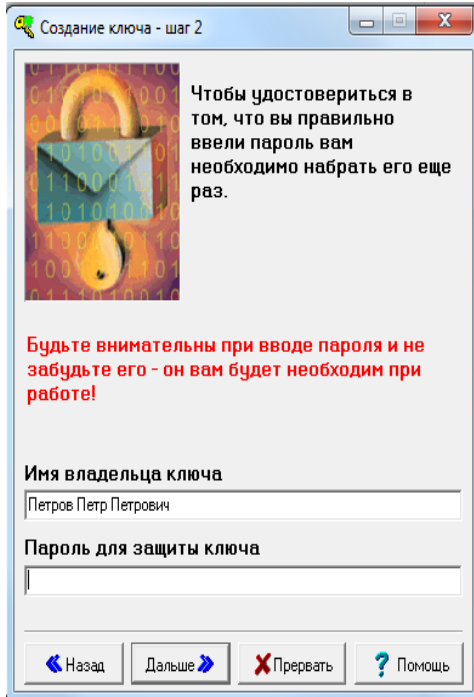 Создание ключа - шаг 2
Чтобы удостовериться в
том, что вы правильно
ввели пароль вам
необходимо набрать его еще
раз.
Будьте внимательны при вводе пароля и не
забудьте его - он вам будет необходим при
работе!
Имя владельца ключа
Петров Петр Петрович
Пароль для защиты ключа
Назад
Дальше
Прервать
? Помощь